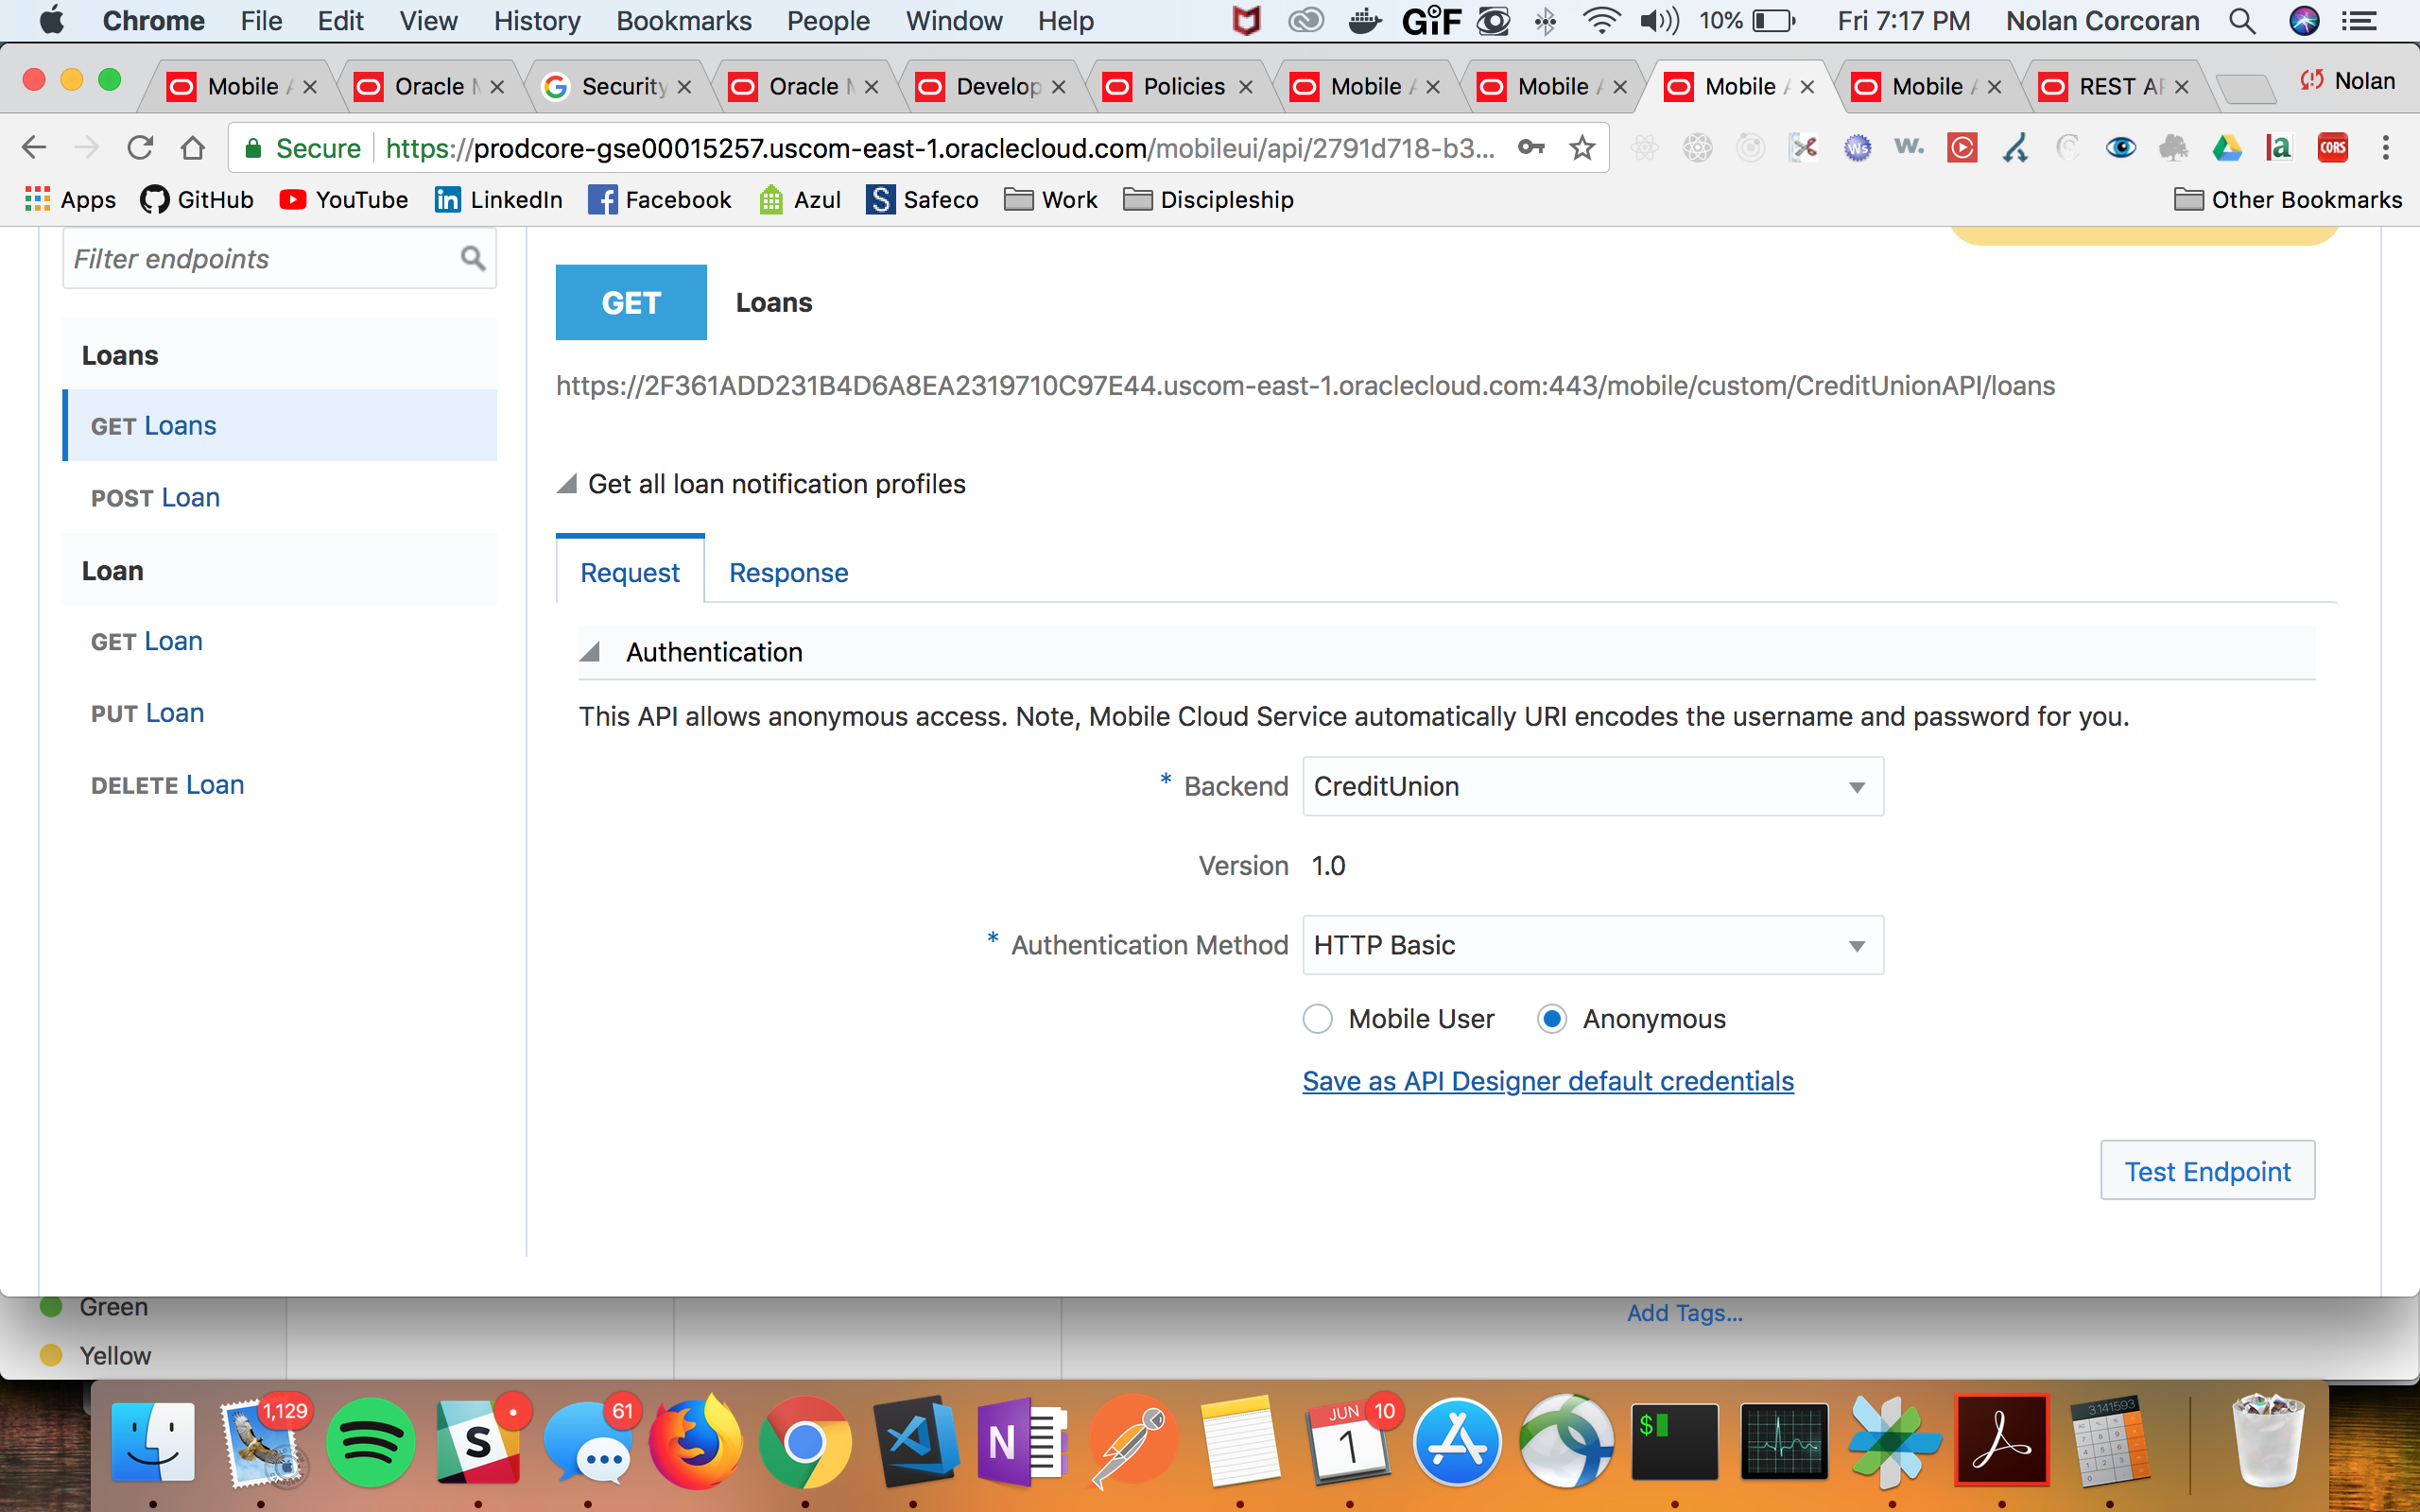 Chrome File Edit View History Bookmarks People Window Help GIF 10% Fri 7:17 PM Nolan Corcoran
Mobile Oracle Security Oracle Develop Policies Mobile Mobile Mobile Mobile REST AP Nolan
Secure https://prodcore-gse00015257.uscom-east-1.oraclecloud.com/mobileui/api/2791d718-b3... Ws w. la CORS
Apps GitHub YouTube LinkedIn Facebook Azul S Safeco Work Discipleship Other Bookmarks
Filter endpoints
GET Loans
Loans
https://2F361ADD231B4D6A8EA2319710C97E44.uscom-east-1.oraclecloud.com:443/mobile/custom/CreditUnionAPI/loans
GET Loans
Get all loan notification profiles
POST Loan
Loan
Request Response
GET Loan
Authentication
PUT Loan
This API allows anonymous access. Note, Mobile Cloud Service automatically URI encodes the username and password for you.
DELETE Loan
* Backend CreditUnion
Version 1.0
* Authentication Method HTTP Basic
Mobile User Anonymous
Save as API Designer default credentials
Test Endpoint
Green
Add Tags...
Yellow
1,129 S 61 N JUN 1 10 $ 3.141593